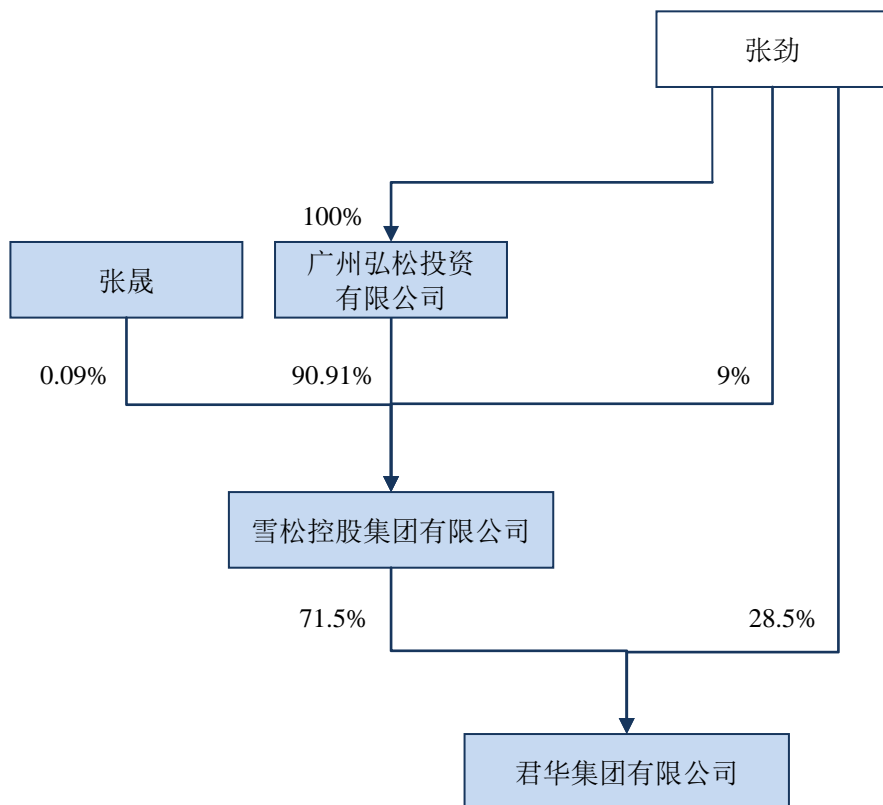 张劲
100%
张晟
广州弘松投资
有限公司
0.09%
90.91%
9%
雪松控股集团有限公司
71.5%
28.5%
君华集团有限公司